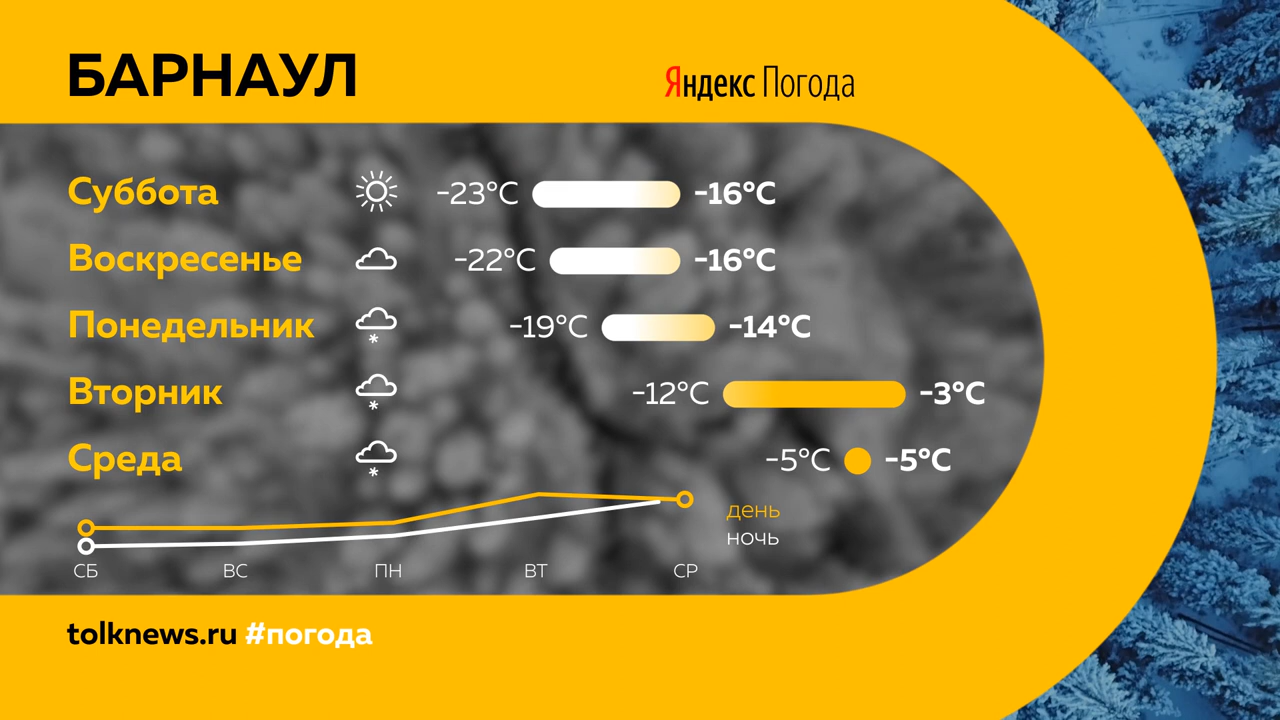 БАРНАУЛ
Яндекс Погода
Суббота -23°C -16°C
Воскресенье -22°C -16°C
Понедельник -19°C -14°C
Вторник -12°C -3°C
Среда -5°C -5°C
день
ночь
СБ ВС ПН ВТ СР
tolknews.ru #погода